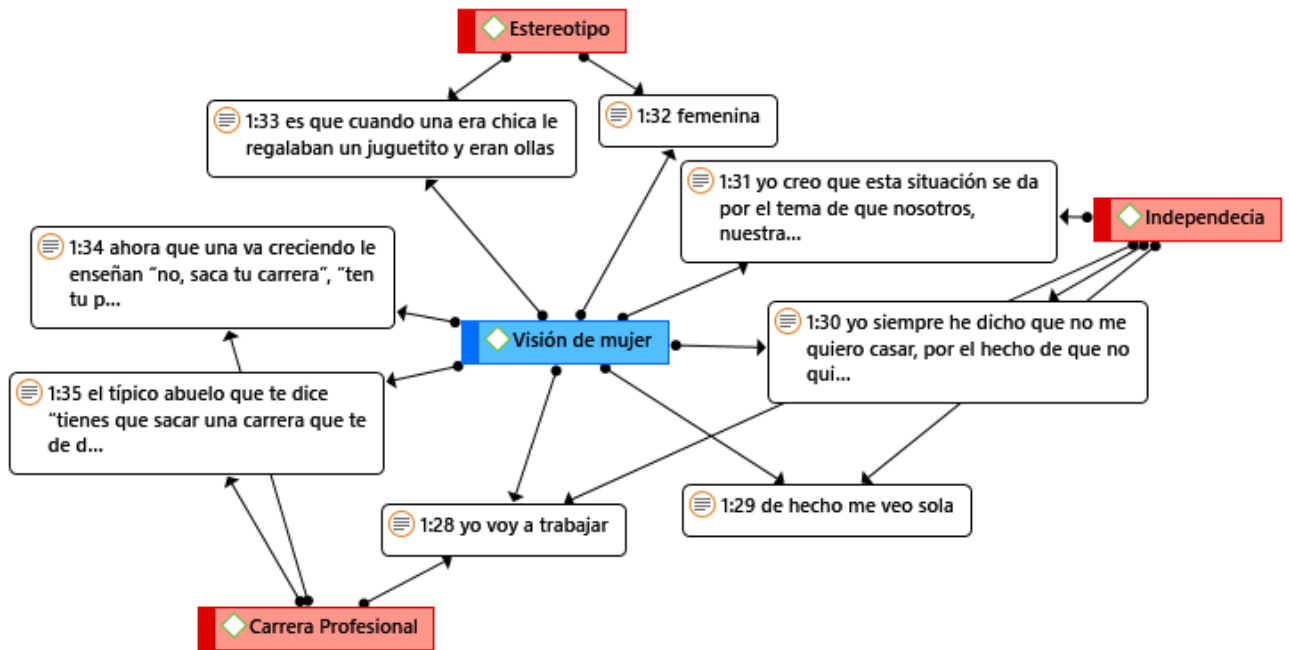 Estereotipo
1:33 es que cuando una era chica le
regalaban un juguetito y eran ollas
1:32 femenina
1:31 yo creo que esta situación se da
por el tema de que nosotros,
nuestra...
Independecia
1:34 ahora que una va creciendo le
enseñan “no, saca tu carrera”, “ten
tu p...
Visión de mujer
1:30 yo siempre he dicho que no me
quiero casar, por el hecho de que no
qui...
1:35 el típico abuelo que te dice
“tienes que sacar una carrera que te
de d...
1:28 yo voy a trabajar
1:29 de hecho me veo sola
Carrera Profesional